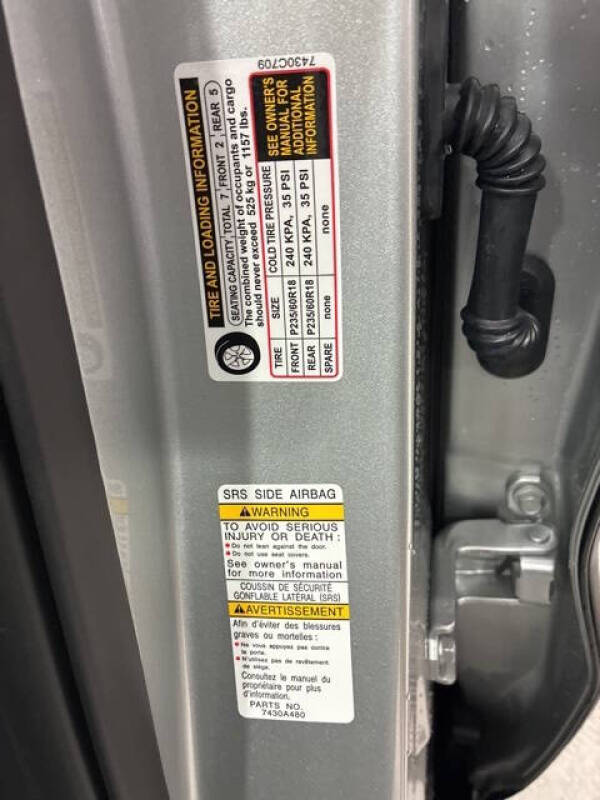 7430C709
TIRE AND LOADING INFORMATION
SEATING CAPACITY TOTAL 7 FRONT 2 REAR 5
The combined weight of occupants and cargo
should never exceed 525 kg or 1157 lbs.
TIRE SIZE COLD TIRE PRESSURE
FRONT P235/60R18 240 KPA, 35 PSI
REAR P235/60R18 240 KPA, 35 PSI
SPARE none none
SEE OWNER'S
MANUAL FOR
ADDITIONAL
INFORMATION
SRS SIDE AIRBAG
WARNING
TO AVOID SERIOUS
INJURY OR DEATH :
• Do not lean against the door.
• Do not use seat covers.
See owner's manual
for more information
COUSSIN DE SÉCURITÉ
GONFLABLE LATÉRAL (SRS)
AVERTISSEMENT
Afin d'éviter des blessures
graves ou mortelles :
• Ne vous appuyez pas contre
la porte.
• N'utilisez pas de revêtement
de siège.
Consultez le manuel du
propriétaire pour plus
d'information.
PARTS NO.
7430A480